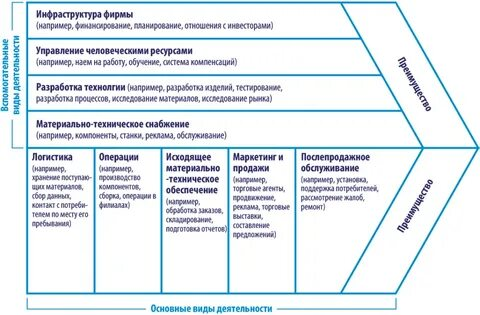 Вспомогательные
виды деятельности
Инфраструктура фирмы
(например, финансирование, планирование, отношения с инвесторами)
Управление человеческими ресурсами
(например, наем на работу, обучение, система компенсаций)
Разработка технолгии (например, разработка изделий, тестирование,
разработка процессов, исследование материалов, исследование рынка)
Материально-техническое снабжение
(например, компоненты, станки, реклама, обслуживание)
Преимущество
Логистика
(например,
хранение поступаю-
щих материалов,
сбор данных,
контакт с потреби-
телем по месту его
пребывания)
Операции
(например,
производство
компонентов,
сборка, операции в
филиалах)
Исходящее
материально
-техническое
обеспечение
(например,
обработка заказов,
складирование,
подготовка отчетов)
Маркетинг и
продажи
(например,
торговые агенты,
продвижение,
реклама, торговые
выставки,
составление
предложений)
Послепродажное
обслуживание
(например, установка,
поддержка потребителей,
рассмотрение жалоб,
ремонт)
Преимущество
Основные виды деятельности